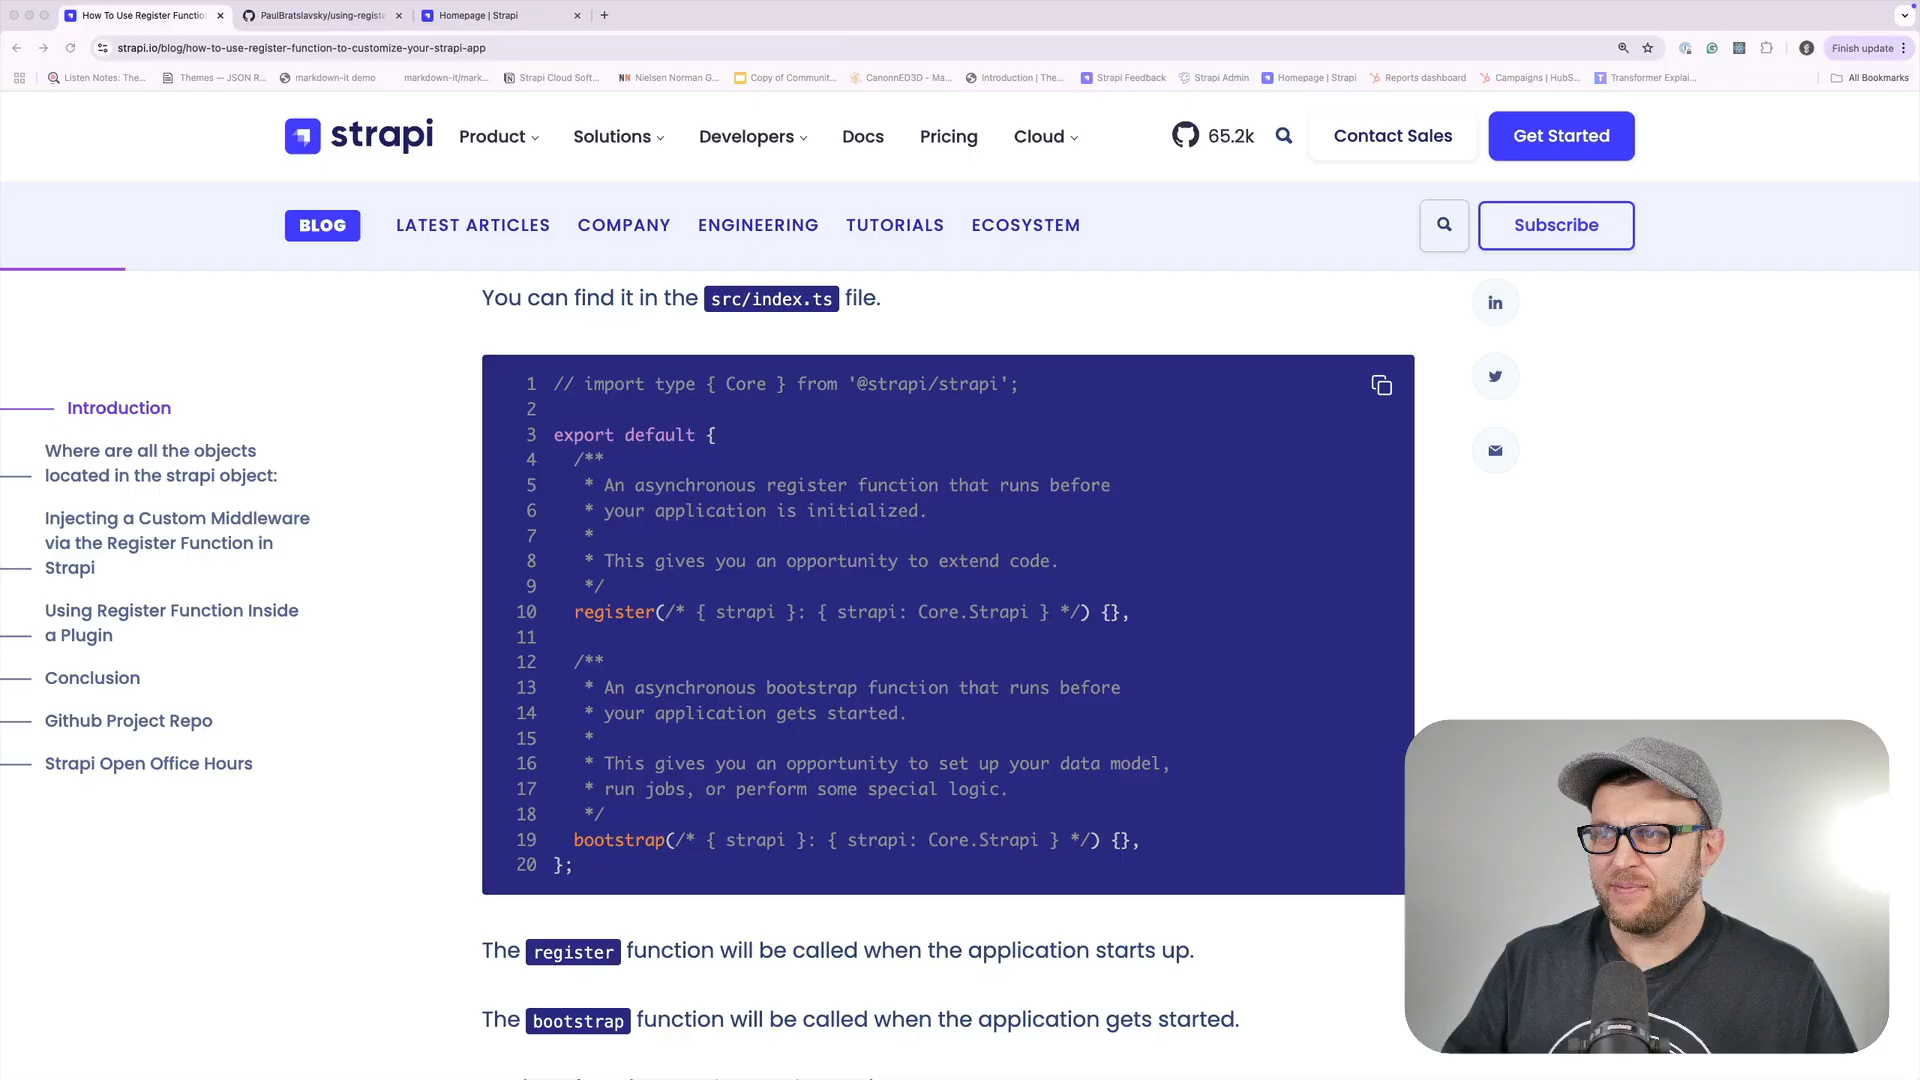 How To Use Register Function
PaulBratslavsky/using-registe
Homepage | Strapi
strapi.io/blog/how-to-use-register-function-to-customize-your-strapi-app
Finish update
Listen Notes: The...
Themes — JSON R...
markdown-it demo
markdown-it/mark...
Strapi Cloud Soft...
Nielsen Norman G...
Copy of Communit...
CanonnED3D - Ma...
Introduction | The...
Strapi Feedback
Strapi Admin
Homepage | Strapi
Reports dashboard
Campaigns | HubS...
Transformer Explai...
All Bookmarks
strapi
Product
Solutions
Developers
Docs
Pricing
Cloud
65.2k
Contact Sales
Get Started
BLOG
LATEST ARTICLES
COMPANY
ENGINEERING
TUTORIALS
ECOSYSTEM
Subscribe
Introduction
Where are all the objects
located in the strapi object:
Injecting a Custom Middleware
via the Register Function in
Strapi
Using Register Function Inside
a Plugin
Conclusion
Github Project Repo
Strapi Open Office Hours
You can find it in the src/index.ts file.
1 // import type { Core } from '@strapi/strapi';
2
3 export default {
4 /**
5 * An asynchronous register function that runs before
6 * your application is initialized.
7 *
8 * This gives you an opportunity to extend code.
9 */
10 register(/* { strapi }: { strapi: Core.Strapi } */) {},
11
12 /**
13 * An asynchronous bootstrap function that runs before
14 * your application gets started.
15 *
16 * This gives you an opportunity to set up your data model,
17 * run jobs, or perform some special logic.
18 */
19 bootstrap(/* { strapi }: { strapi: Core.Strapi } */) {},
20 };
The register function will be called when the application starts up.
The bootstrap function will be called when the application gets started.